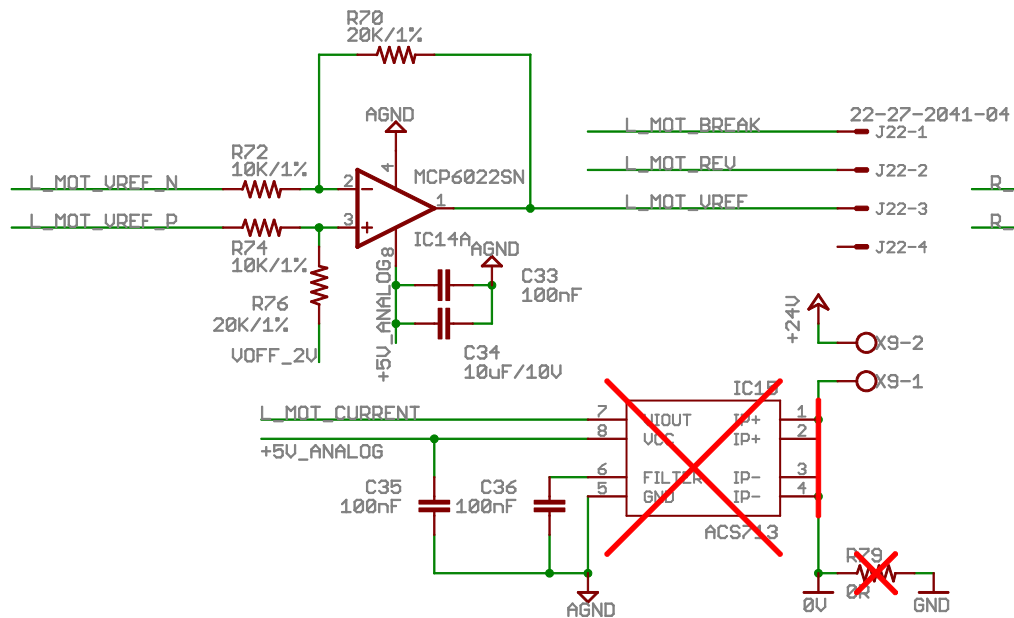 R70
20K/1%
AGND
22-27-2041-04
L_MOT_BREAK
J22-1
R72
10K/1%
4
MCP6022SN
L_MOT_REV
J22-2
L_MOT_VREF_N
2
1
L_MOT_VREF
J22-3
R_
L_MOT_VREF_P
3
R_
R74
10K/1%
IC14A
8
AGND
J22-4
R76
20K/1%
VOFF_2V
+5V_ANALOG
C33
100nF
C34
10uF/10V
+24V
X9-2
X9-1
IC15
L_MOT_CURRENT
7
VIOUT
IP+
1
+5V_ANALOG
8
VCC
IP+
2
C35
100nF
C36
100nF
6
FILTER
IP-
3
5
GND
IP-
4
ACS713
R79
0R
AGND
0V
GND